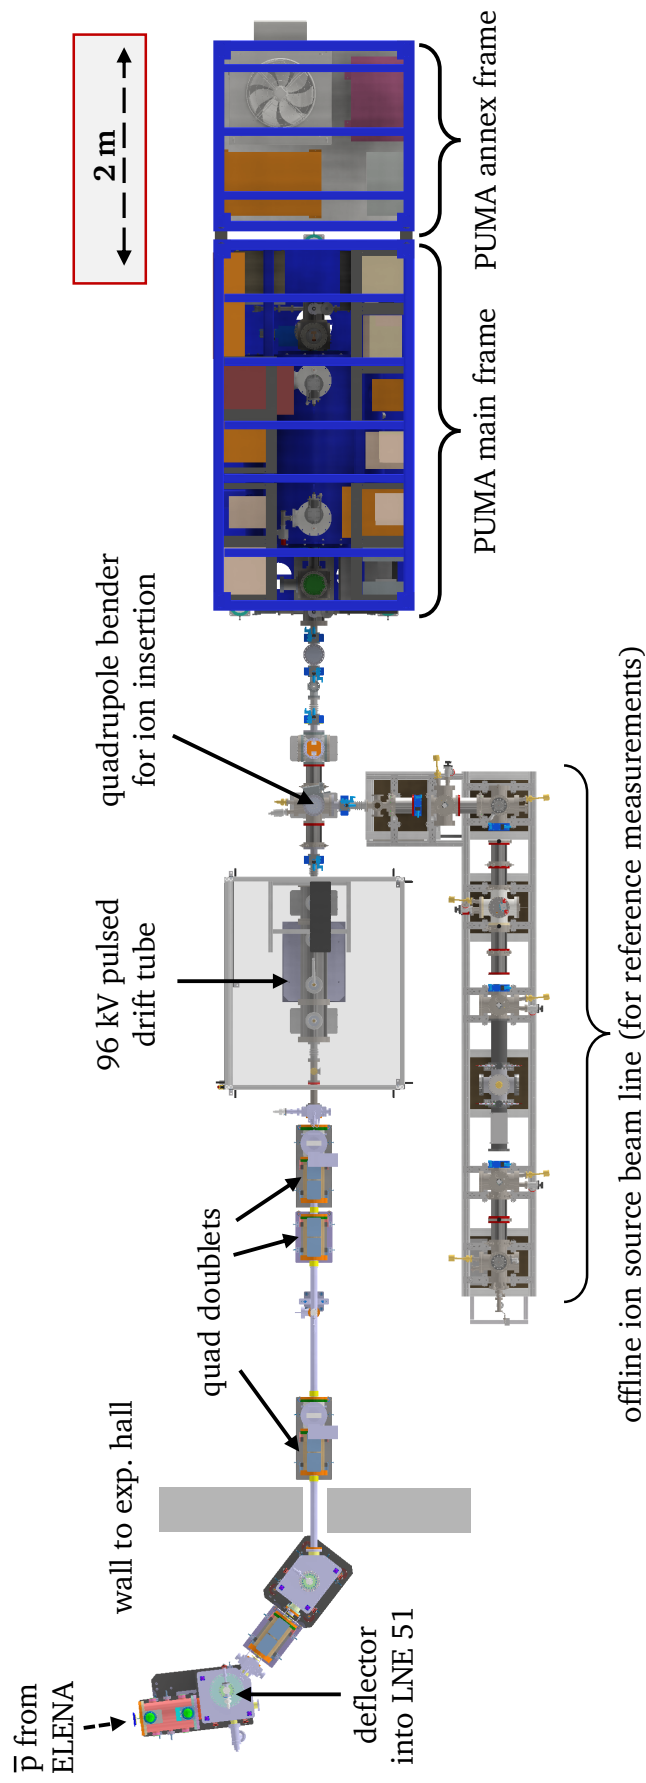 p̅ from
ELENA
deflector
into LNE 51
wall to exp. hall
quad doublets
96 kV pulsed
drift tube
quadrupole bender
for ion insertion
offline ion source beam line (for reference measurements)
PUMA main frame
PUMA annex frame
2 m